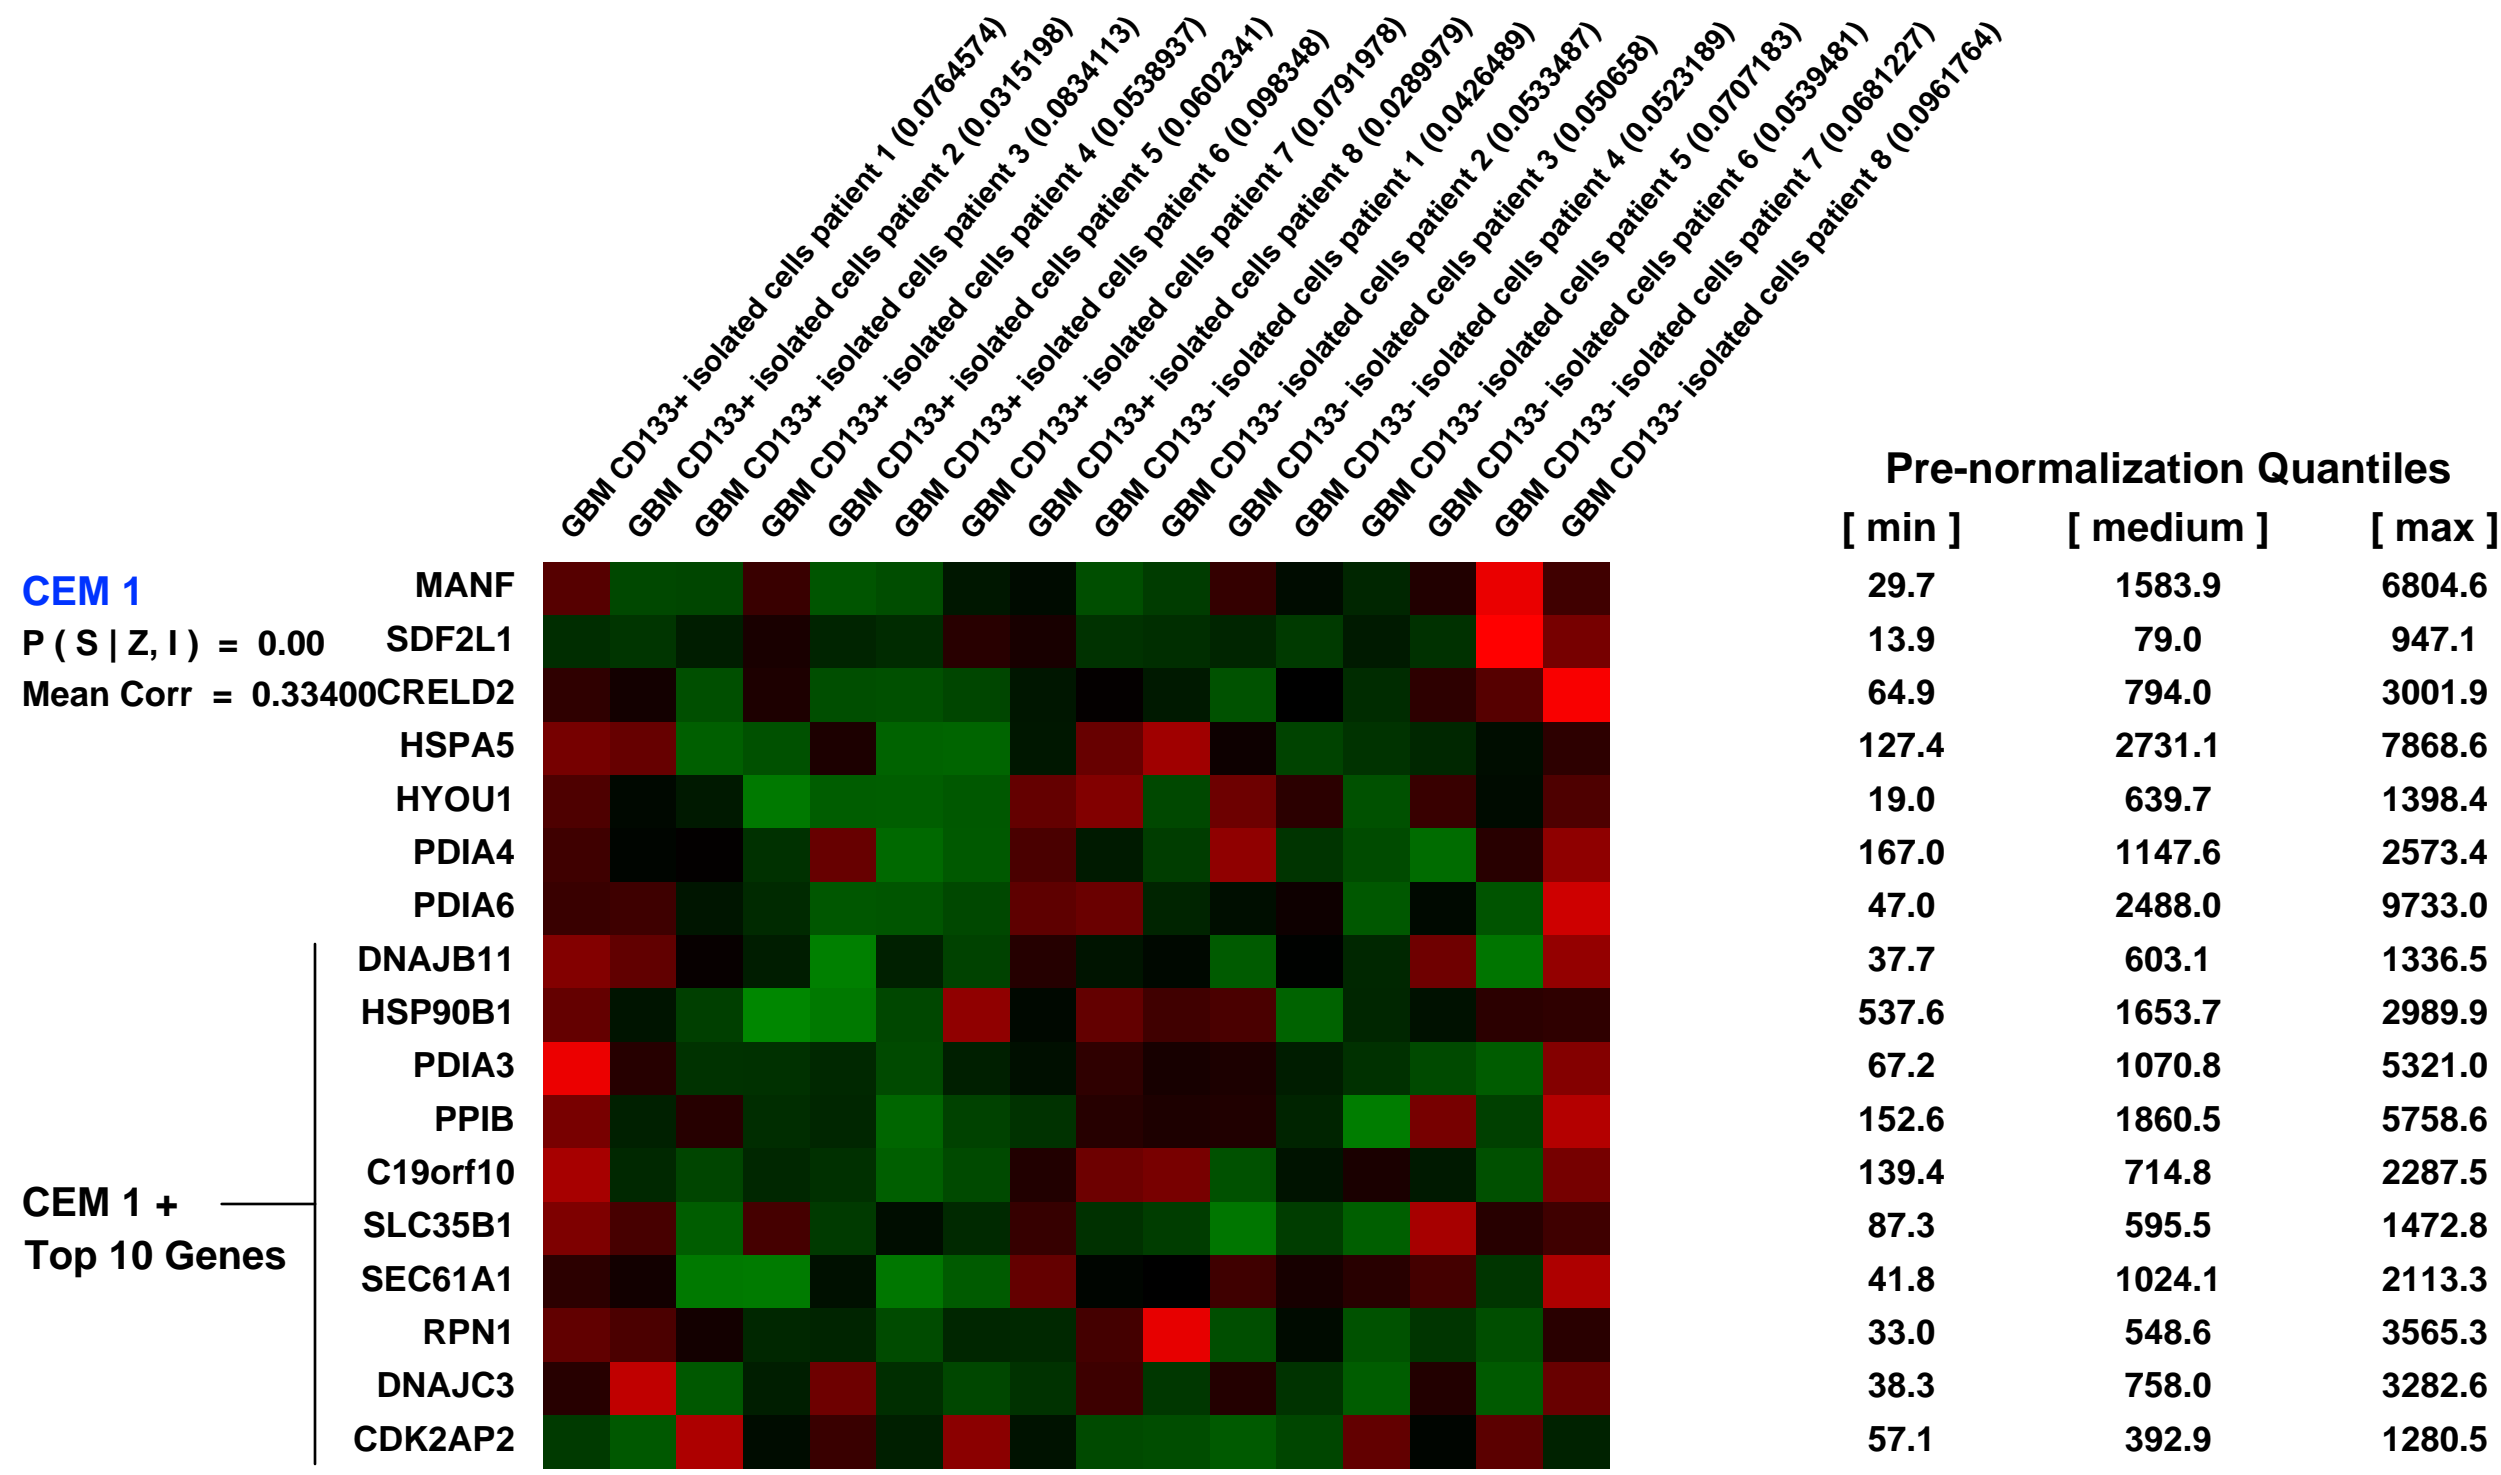 GBM CD133+ isolated cells patient 1 (0.0764574)
GBM CD133+ isolated cells patient 2 (0.0315198)
GBM CD133+ isolated cells patient 3 (0.0834113)
GBM CD133+ isolated cells patient 4 (0.0538937)
GBM CD133+ isolated cells patient 5 (0.0602341)
GBM CD133+ isolated cells patient 6 (0.098348)
GBM CD133+ isolated cells patient 7 (0.0791978)
GBM CD133+ isolated cells patient 8 (0.0289979)
GBM CD133- isolated cells patient 1 (0.0426489)
GBM CD133- isolated cells patient 2 (0.0533487)
GBM CD133- isolated cells patient 3 (0.050658)
GBM CD133- isolated cells patient 4 (0.0523189)
GBM CD133- isolated cells patient 5 (0.0707183)
GBM CD133- isolated cells patient 6 (0.0539481)
GBM CD133- isolated cells patient 7 (0.0681227)
GBM CD133- isolated cells patient 8 (0.0961764)
Pre-normalization Quantiles
[ min ] [ medium ] [ max ]
CEM 1 MANF 29.7 1583.9 6804.6
P ( S | Z, I ) = 0.00 SDF2L1 13.9 79.0 947.1
Mean Corr = 0.33400 CRELD2 64.9 794.0 3001.9
HSPA5 127.4 2731.1 7868.6
HYOU1 19.0 639.7 1398.4
PDIA4 167.0 1147.6 2573.4
PDIA6 47.0 2488.0 9733.0
DNAJB11 37.7 603.1 1336.5
HSP90B1 537.6 1653.7 2989.9
PDIA3 67.2 1070.8 5321.0
PPIB 152.6 1860.5 5758.6
C19orf10 139.4 714.8 2287.5
CEM 1 + SLC35B1 87.3 595.5 1472.8
Top 10 Genes SEC61A1 41.8 1024.1 2113.3
RPN1 33.0 548.6 3565.3
DNAJC3 38.3 758.0 3282.6
CDK2AP2 57.1 392.9 1280.5